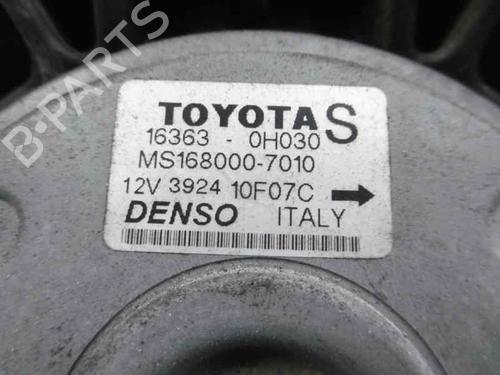 B-PARTS
TOYOTA S
16363 - 0H030
MS168000-7010
12V 3924 10F07C
DENSO ITALY